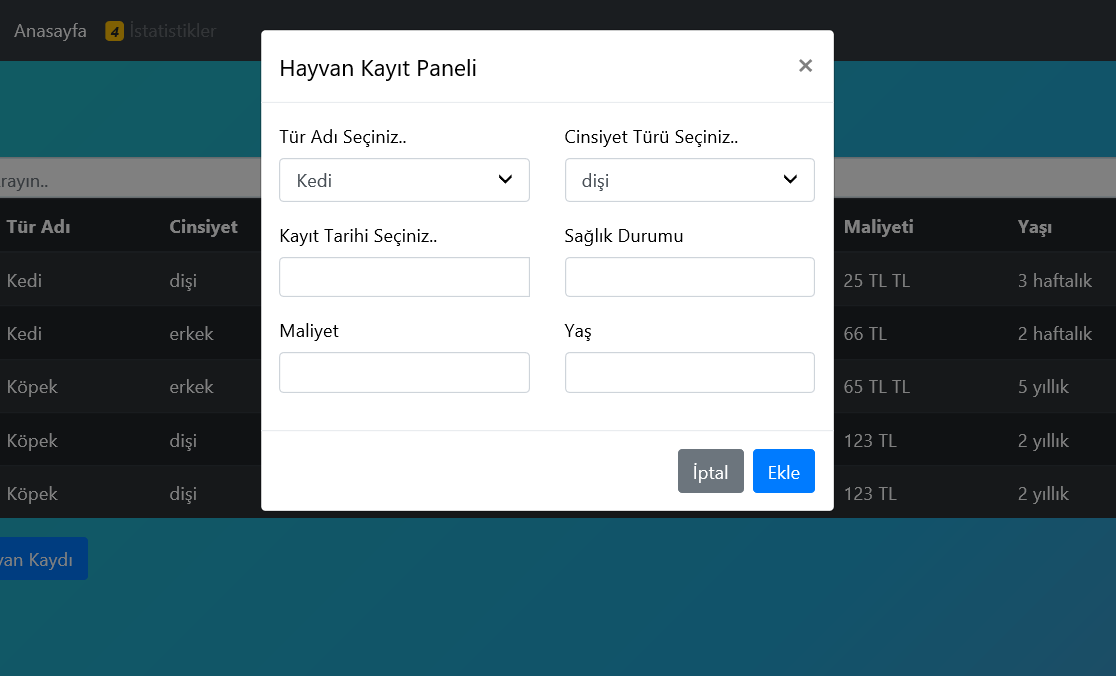 Anasayfa 4 İstatistikler
Hayvan Kayıt Paneli ×
Tür Adı Seçiniz.. Cinsiyet Türü Seçiniz..
Kedi dişi
Kayıt Tarihi Seçiniz.. Sağlık Durumu
Maliyet Yaş
İptal Ekle
rayın..
Tür Adı Cinsiyet Maliyeti Yaşı
Kedi dişi 25 TL TL 3 haftalık
Kedi erkek 66 TL 2 haftalık
Köpek erkek 65 TL TL 5 yıllık
Köpek dişi 123 TL 2 yıllık
Köpek dişi 123 TL 2 yıllık
van Kaydı